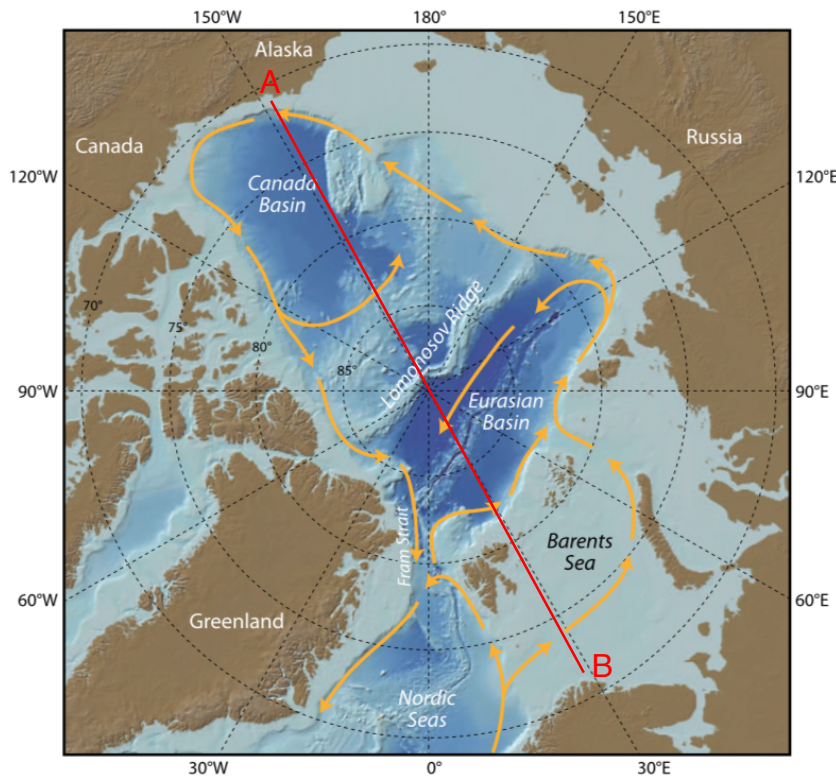 150°W
180°
150°E
Alaska
A
Canada
Russia
120°W
120°E
Canada
Basin
70°
75°
80°
85°
Lomonosov Ridge
90°W
90°E
Eurasian
Basin
Fram Strait
Barents
Sea
60°W
60°E
Greenland
B
Nordic
Seas
30°W
0°
30°E